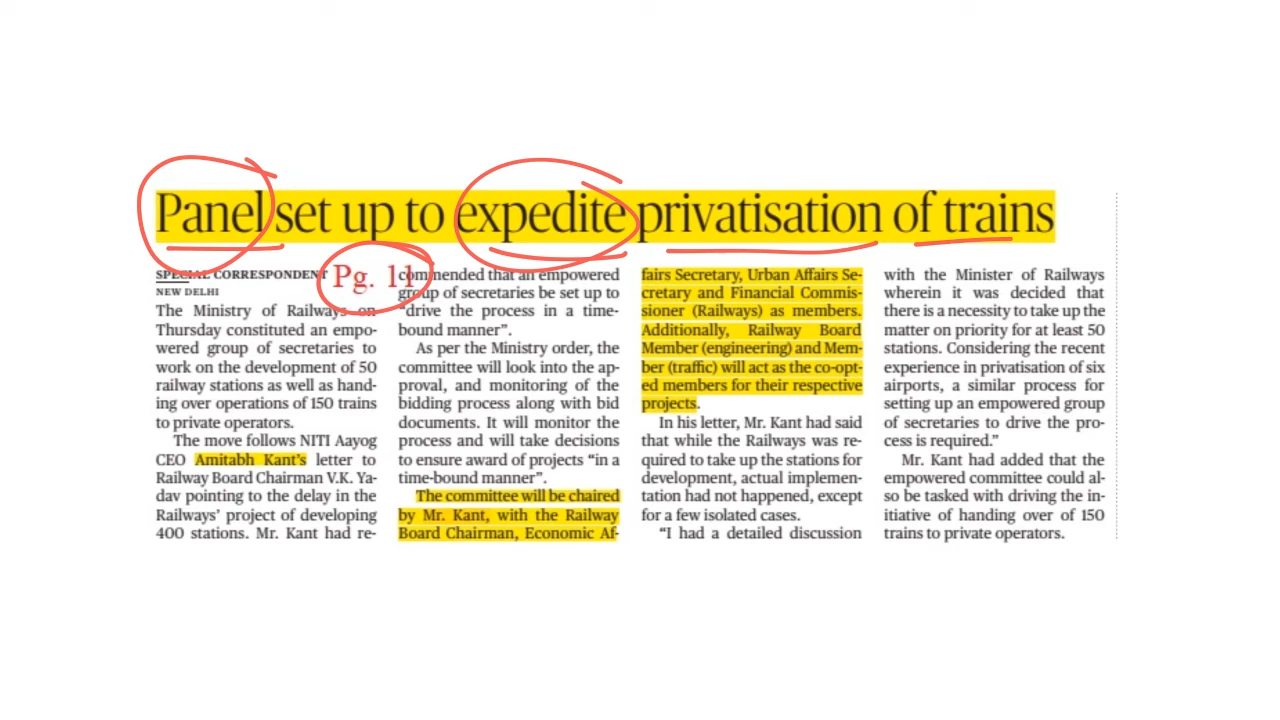 Panel set up to expedite privatisation of trains
SPECIAL CORRESPONDENT
NEW DELHI
Pg. 11
The Ministry of Railways on
Thursday constituted an empo-
wered group of secretaries to
work on the development of 50
railway stations as well as hand-
ing over operations of 150 trains
to private operators.
The move follows NITI Aayog
CEO Amitabh Kant's letter to
Railway Board Chairman V.K. Ya-
dav pointing to the delay in the
Railways' project of developing
400 stations. Mr. Kant had re-
commended that an empowered
group of secretaries be set up to
"drive the process in a time-
bound manner".
As per the Ministry order, the
committee will look into the ap-
proval, and monitoring of the
bidding process along with bid
documents. It will monitor the
process and will take decisions
to ensure award of projects "in a
time-bound manner".
The committee will be chaired
by Mr. Kant, with the Railway
Board Chairman, Economic Af-
fairs Secretary, Urban Affairs Se-
cretary and Financial Commis-
sioner (Railways) as members.
Additionally, Railway Board
Member (engineering) and Mem-
ber (traffic) will act as the co-opt-
ed members for their respective
projects.
In his letter, Mr. Kant had said
that while the Railways was re-
quired to take up the stations for
development, actual implemen-
tation had not happened, except
for a few isolated cases.
"I had a detailed discussion
with the Minister of Railways
wherein it was decided that
there is a necessity to take up the
matter on priority for at least 50
stations. Considering the recent
experience in privatisation of six
airports, a similar process for
setting up an empowered group
of secretaries to drive the pro-
cess is required."
Mr. Kant had added that the
empowered committee could al-
so be tasked with driving the in-
itiative of handing over of 150
trains to private operators.